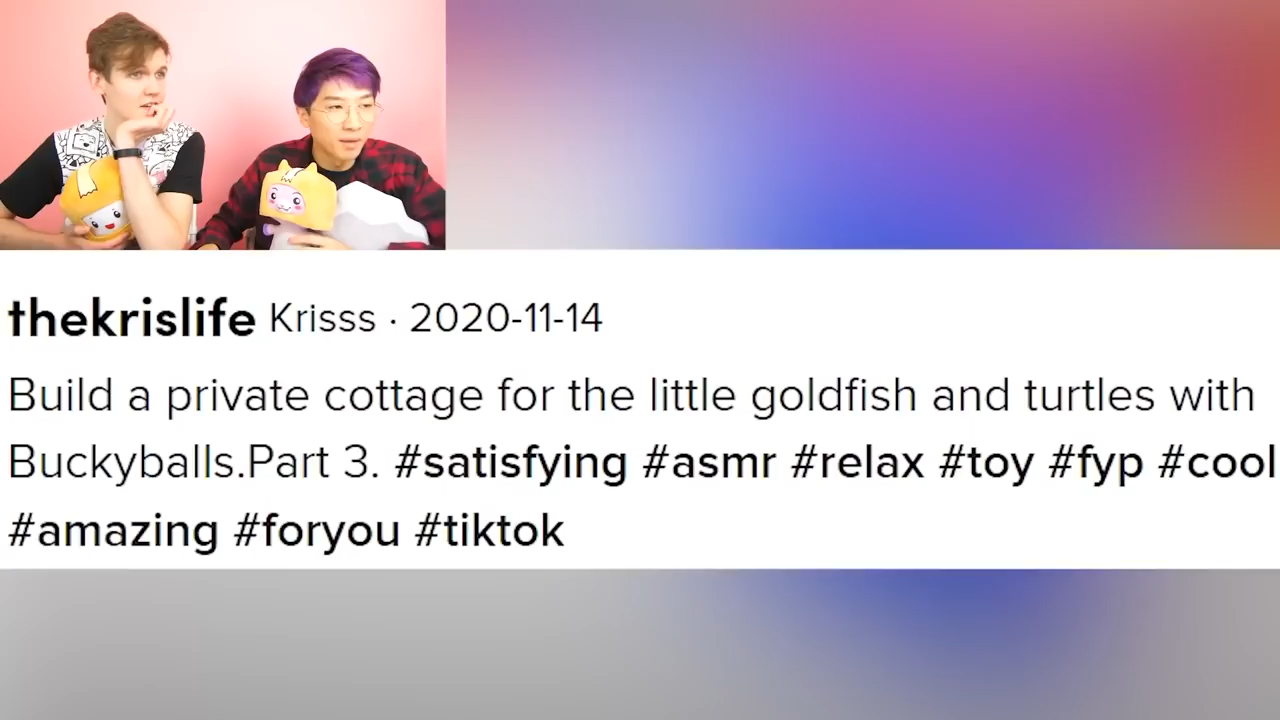 thekrislife Krisss · 2020-11-14
Build a private cottage for the little goldfish and turtles with
Buckyballs.Part 3. #satisfying #asmr #relax #toy #fyp #cool
#amazing #foryou #tiktok